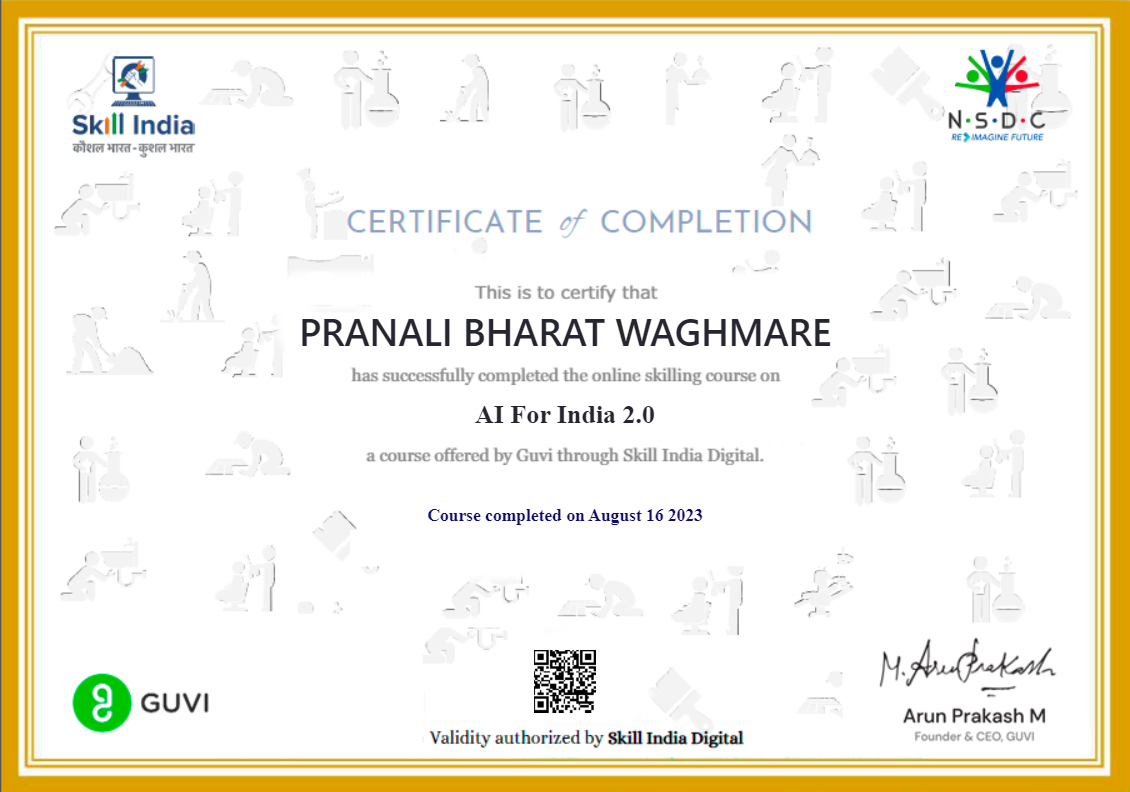 Skill India
कौशल भारत - कुशल भारत
N·S·D·C
RE IMAGINE FUTURE
CERTIFICATE of COMPLETION
This is to certify that
PRANALI BHARAT WAGHMARE
has successfully completed the online skilling course on
AI For India 2.0
a course offered by Guvi through Skill India Digital.
Course completed on August 16 2023
GUVI
M. Arun Prakash
Arun Prakash M
Founder & CEO, GUVI
Validity authorized by Skill India Digital